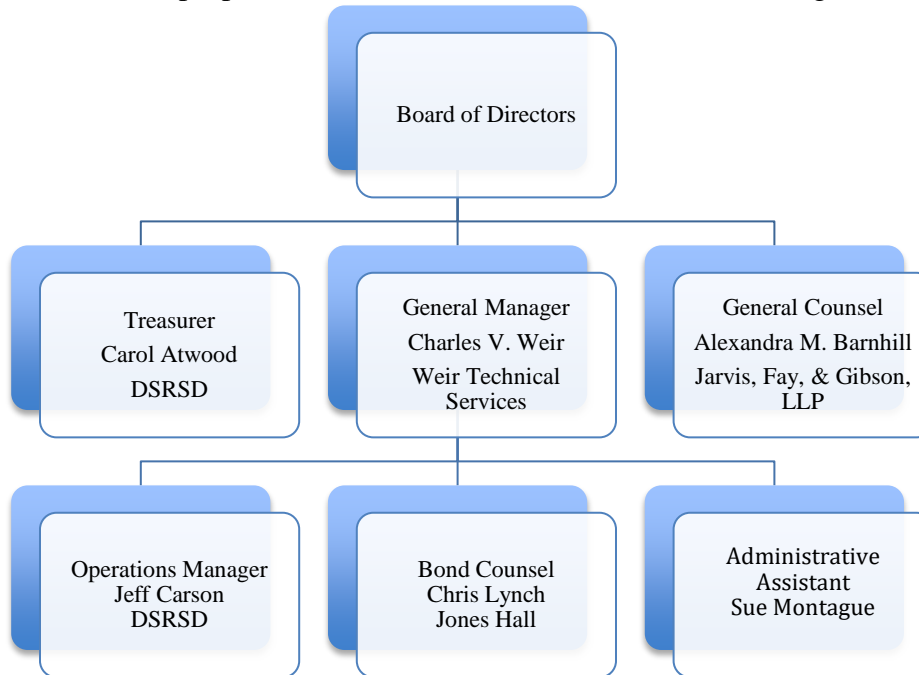 Board of Directors
Treasurer
Carol Atwood
DSRSD
General Manager
Charles V. Weir
Weir Technical
Services
General Counsel
Alexandra M. Barnhill
Jarvis, Fay, & Gibson,
LLP
Operations Manager
Jeff Carson
DSRSD
Bond Counsel
Chris Lynch
Jones Hall
Administrative
Assistant
Sue Montague